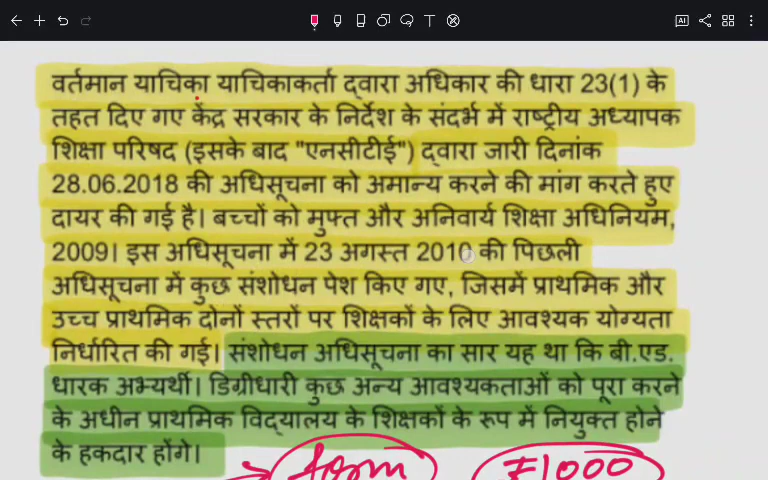 AI
T
वर्तमान याचिका याचिकाकर्ता द्वारा अधिकार की धारा 23(1) के
तहत दिए गए केंद्र सरकार के निर्देश के संदर्भ में राष्ट्रीय अध्यापक
शिक्षा परिषद (इसके बाद "एनसीटीई") द्वारा जारी दिनांक
28.06.2018 की अधिसूचना को अमान्य करने की मांग करते हुए
दायर की गई है। बच्चों को मुफ्त और अनिवार्य शिक्षा अधिनियम,
2009। इस अधिसूचना में 23 अगस्त 2010 की पिछली
अधिसूचना में कुछ संशोधन पेश किए गए, जिसमें प्राथमिक और
उच्च प्राथमिक दोनों स्तरों पर शिक्षकों के लिए आवश्यक योग्यता
निर्धारित की गई। संशोधन अधिसूचना का सार यह था कि बी.एड.
धारक अभ्यर्थी। डिग्रीधारी कुछ अन्य आवश्यकताओं को पूरा करने
के अधीन प्राथमिक विद्यालय के शिक्षकों के रूप में नियुक्त होने
के हकदार होंगे।
form ₹1000